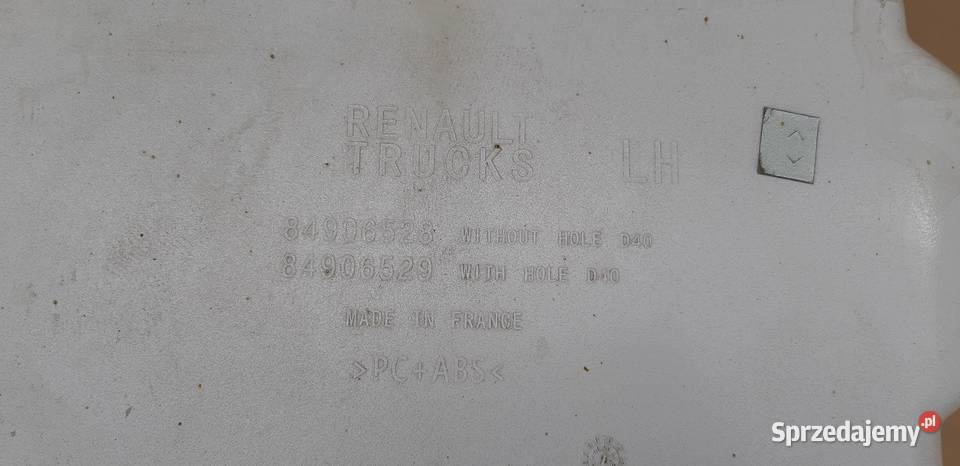 RENAULT
TRUCKS LH
84906528 WITHOUT HOLE D40
84906529 WITH HOLE D40
MADE IN FRANCE
>PC+ABS<
Sprzedajemy.pl